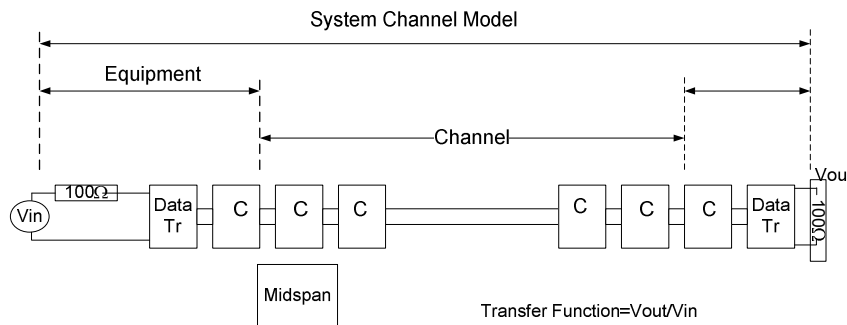 System Channel Model
Equipment
Channel
Vou
100Ω
Vin
Data
Tr
C
C
C
C
C
C
Data
Tr
100Ω
Midspan
Transfer Function=Vout/Vin